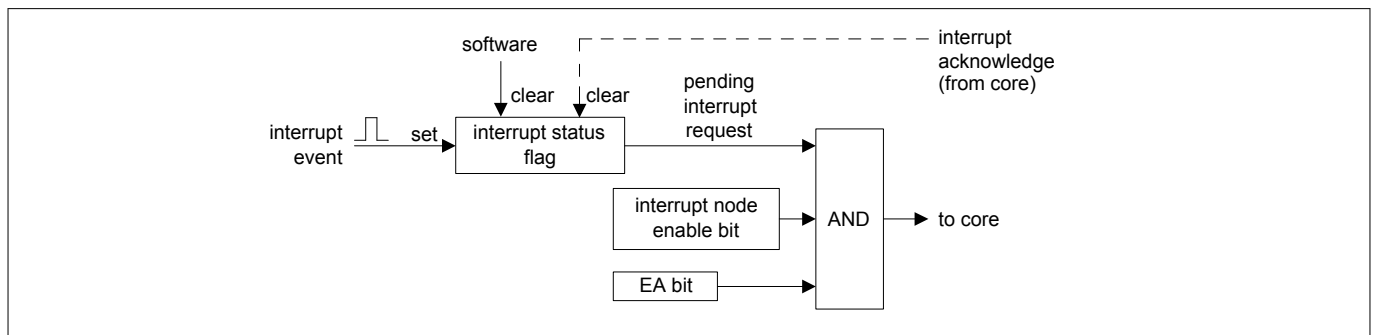 software
interrupt
acknowledge
(from core)
clear
clear
pending
interrupt
request
interrupt
event
set
interrupt status
flag
interrupt node
enable bit
AND
to core
EA bit